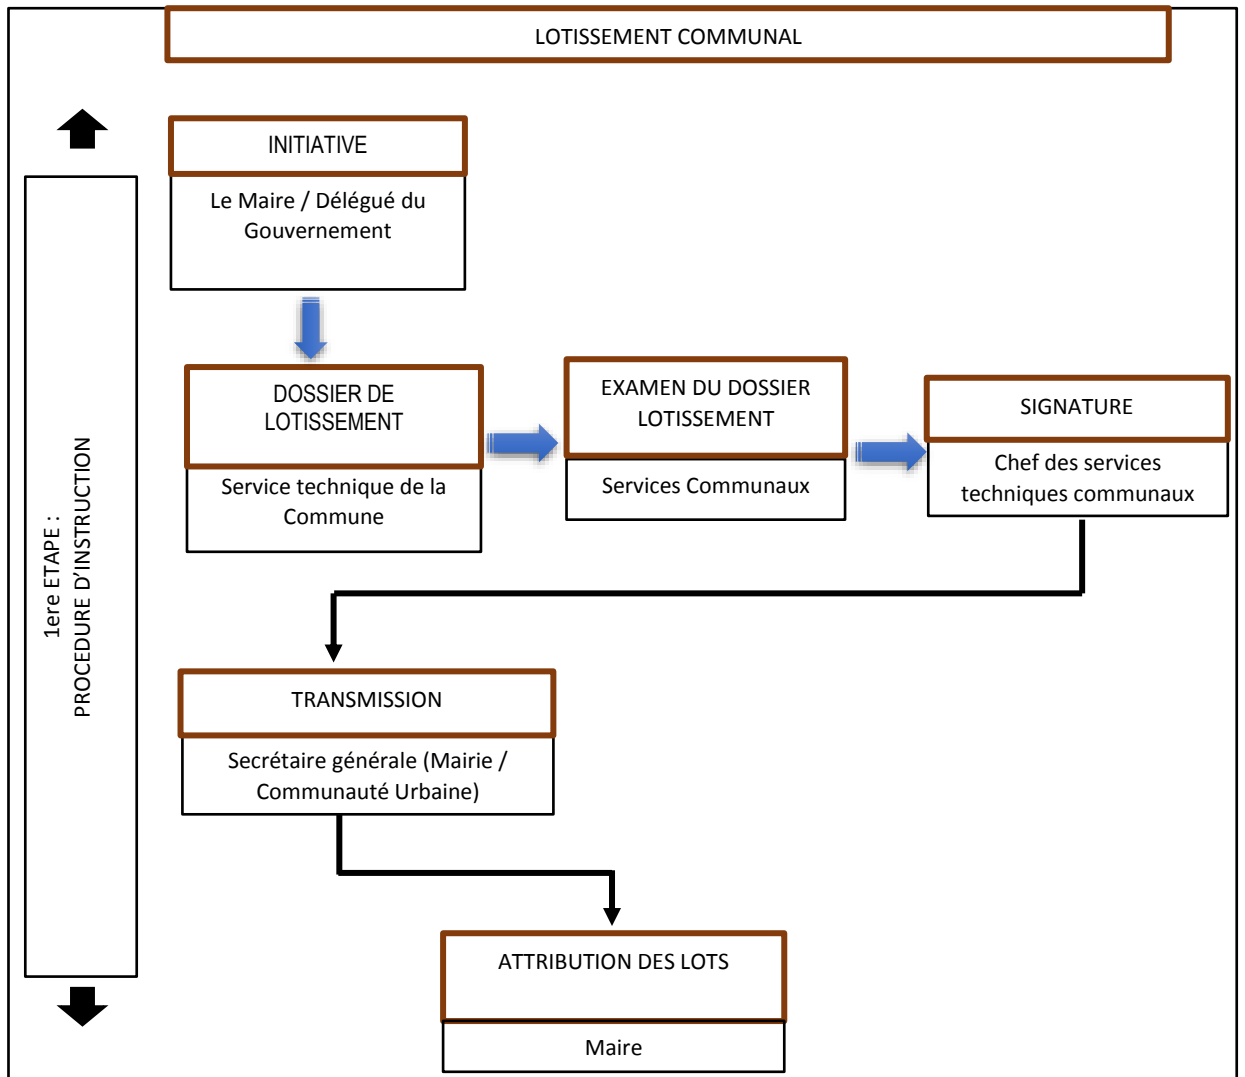 LOTISSEMENT COMMUNAL
1ere ETAPE :
PROCEDURE D’INSTRUCTION
INITIATIVE
Le Maire / Délégué du
Gouvernement
DOSSIER DE
LOTISSEMENT
Service technique de la
Commune
EXAMEN DU DOSSIER
LOTISSEMENT
Services Communaux
SIGNATURE
Chef des services
techniques communaux
TRANSMISSION
Secrétaire générale (Mairie /
Communauté Urbaine)
ATTRIBUTION DES LOTS
Maire